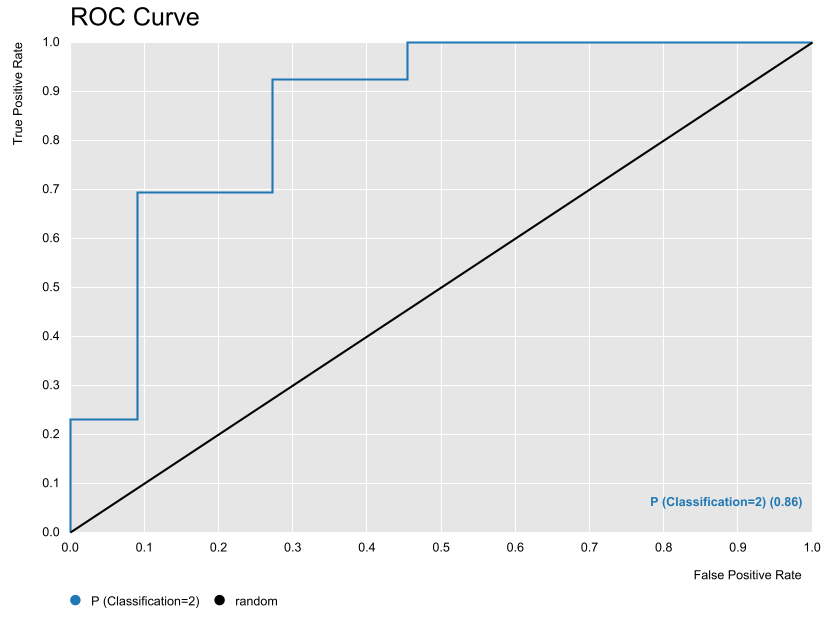 ROC Curve
True Positive Rate
1.0
0.9
0.8
0.7
0.6
0.5
0.4
0.3
0.2
0.1
0.0
P (Classification=2) (0.86)
0.0 0.1 0.2 0.3 0.4 0.5 0.6 0.7 0.8 0.9 1.0
False Positive Rate
P (Classification=2) random